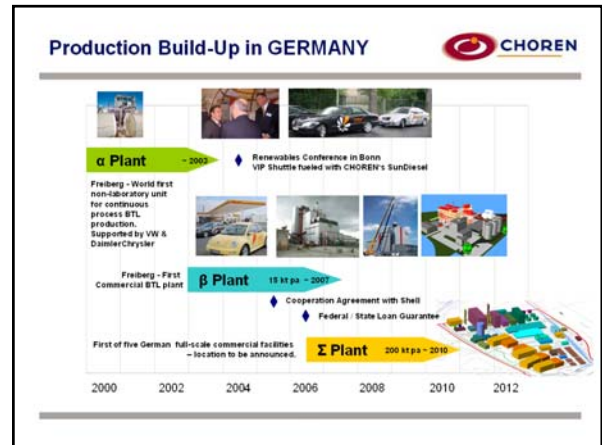 Production Build-Up in GERMANY
CHOREN
α Plant ~ 2003
Renewables Conference in Bonn
VIP Shuttle fueled with CHOREN's SunDiesel
Freiberg - World first
non-laboratory unit
for continuous
process BTL
production.
Supported by VW &
DaimlerChrysler
Freiberg - First
Commercial BTL plant
β Plant 15 kt pa ~ 2007
Cooperation Agreement with Shell
Federal / State Loan Guarantee
First of five German full-scale commercial facilities
– location to be announced.
Σ Plant 200 kt pa ~ 2010
2000 2002 2004 2006 2008 2010 2012